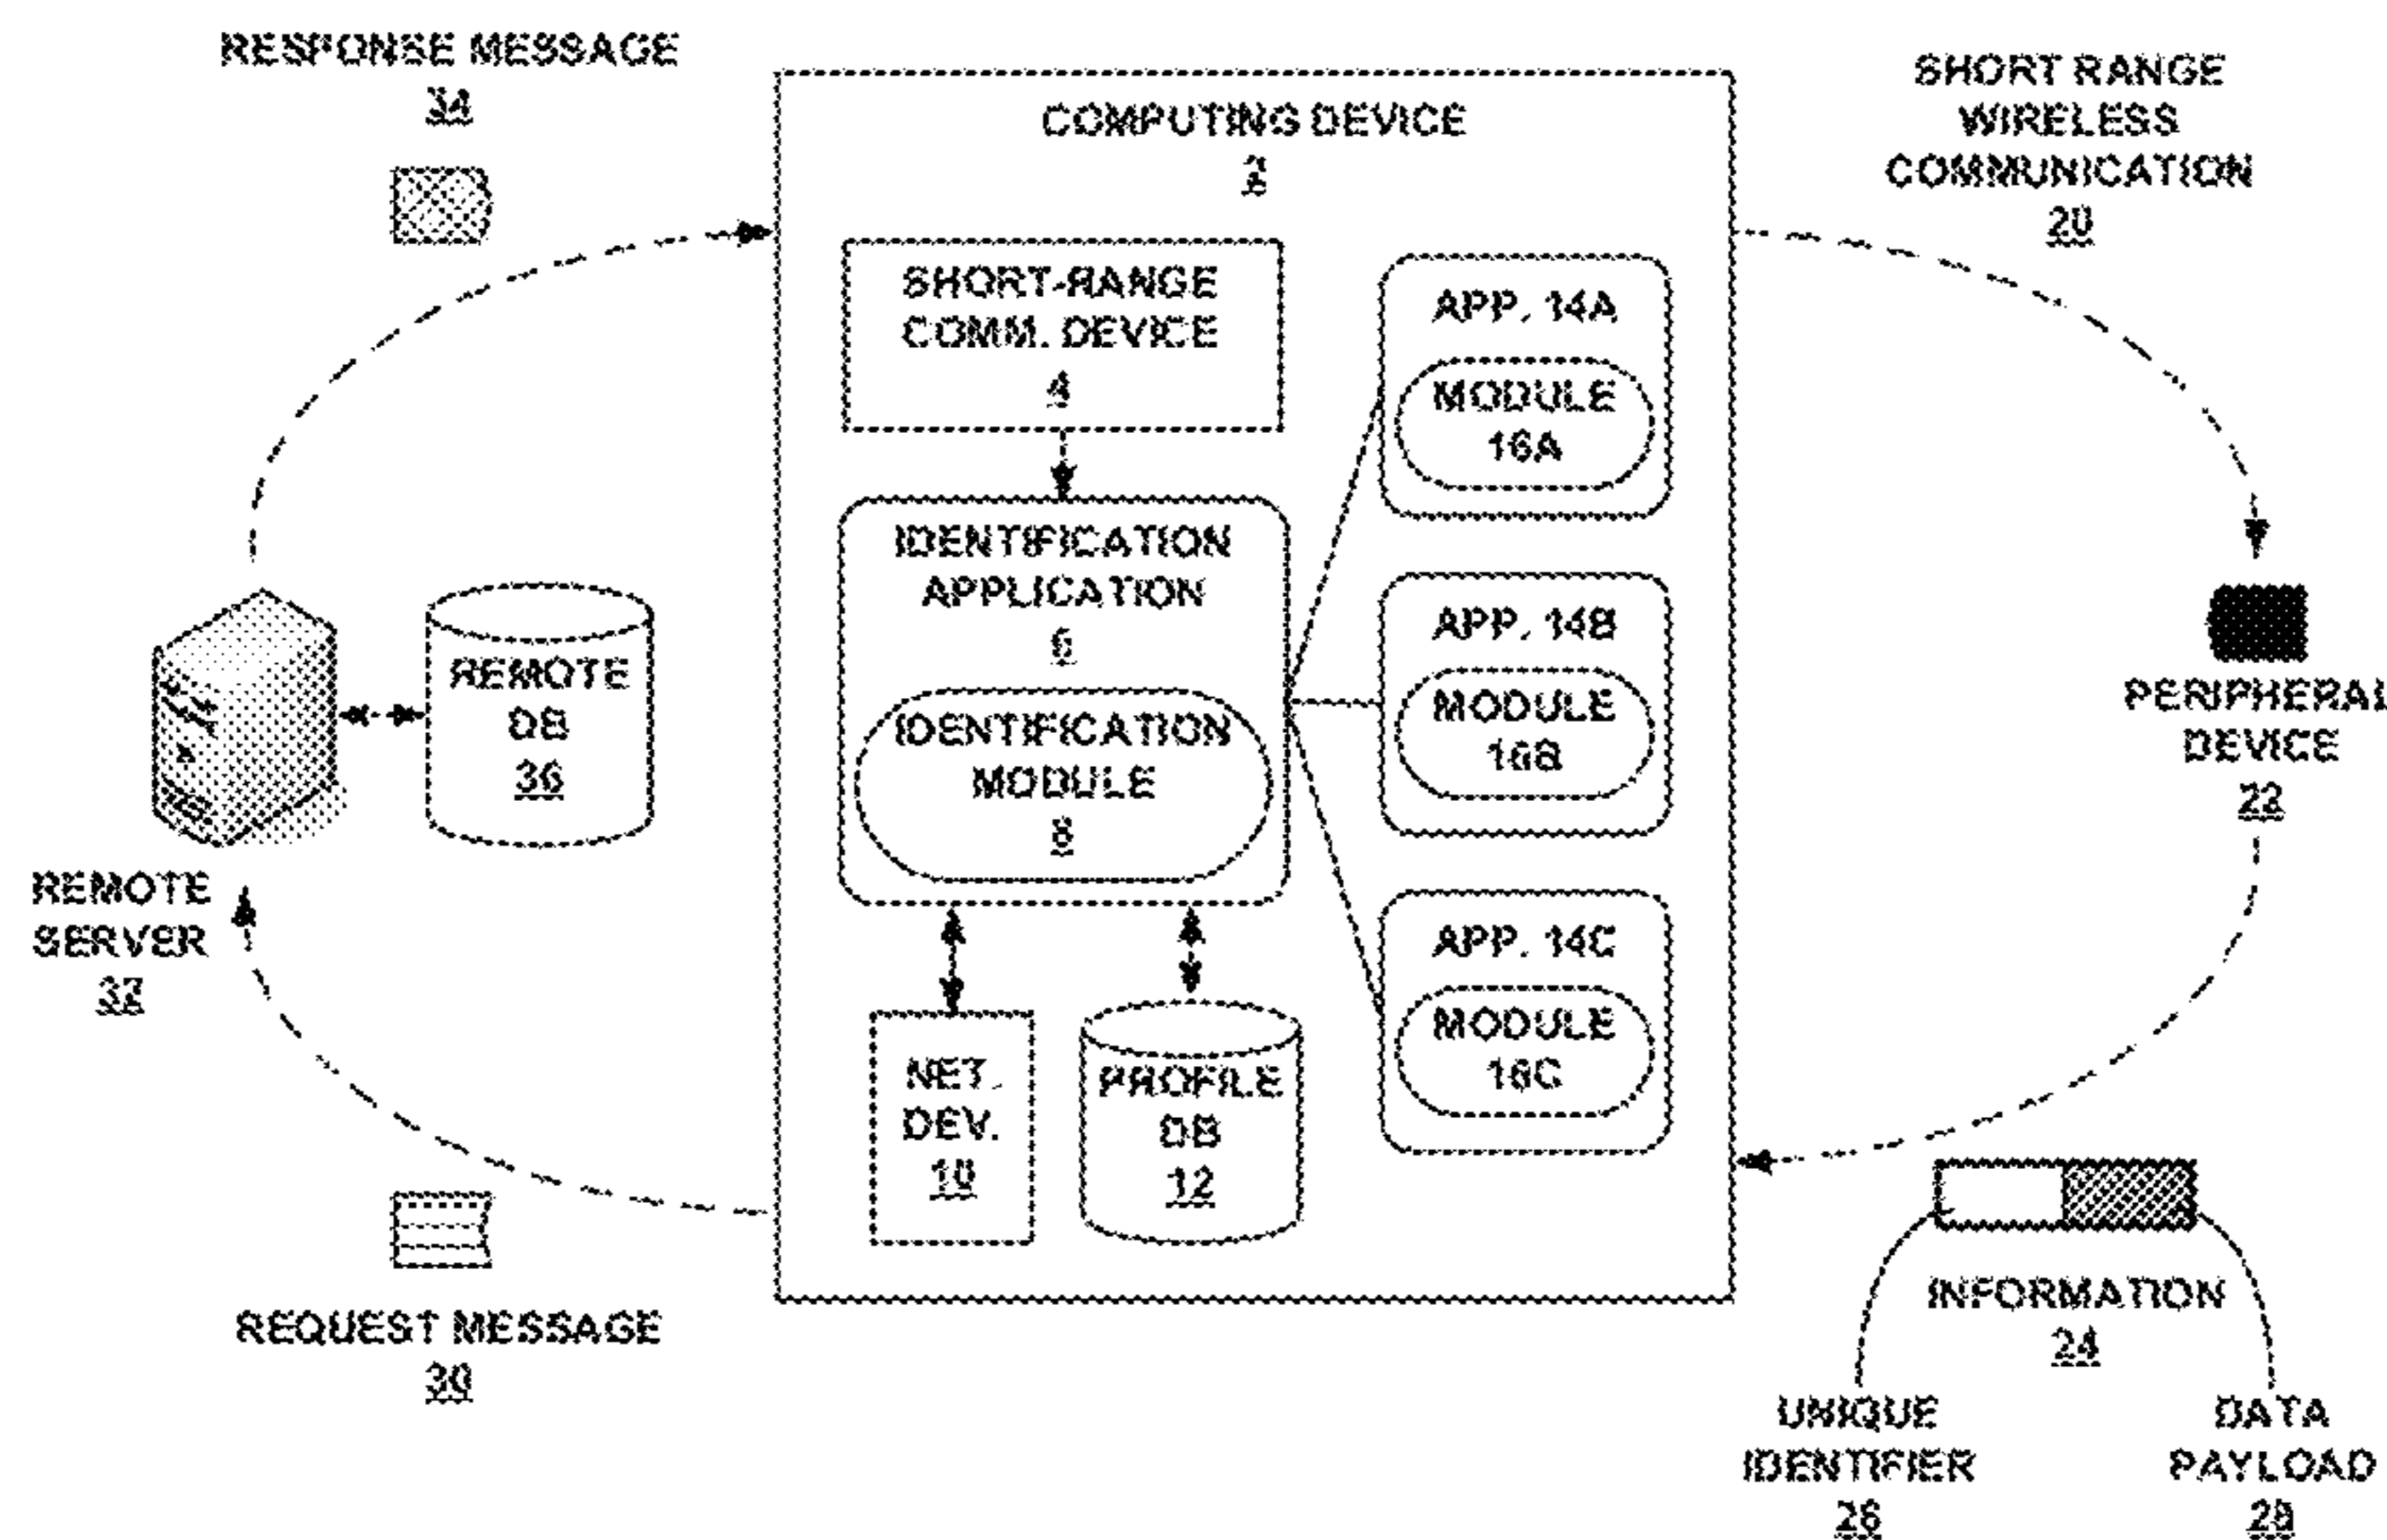 RESPONSE MESSAGE
34
COMPUTING DEVICE
2
SHORT RANGE
WIRELESS
COMMUNICATION
20
SHORT-RANGE
COMM. DEVICE
4
APP. 14A
MODULE
16A
IDENTIFICATION
APPLICATION
6
IDENTIFICATION
MODULE
8
APP. 14B
MODULE
16B
REMOTE
DB
36
PERIPHERAL
DEVICE
22
REMOTE
SERVER
32
APP. 14C
MODULE
16C
NET.
DEV.
10
PROFILE
DB
12
REQUEST MESSAGE
30
INFORMATION
24
UNIQUE
IDENTIFIER
26
DATA
PAYLOAD
28